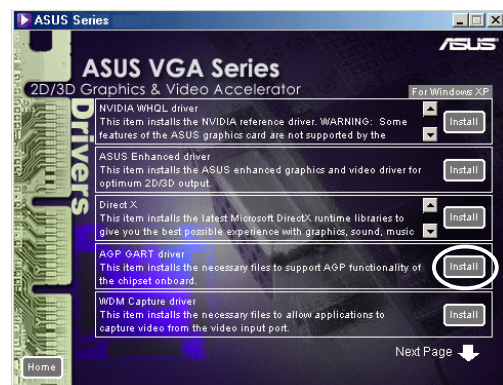 ASUS Series
ASUS
ASUS VGA Series
2D/3D Graphics & Video Accelerator
For Windows XP
Drivers
NVIDIA WHQL driver
This item installs the NVIDIA reference driver. WARNING: Some
features of the ASUS graphics card are not supported by the
Install
ASUS Enhanced driver
This item installs the ASUS enhanced graphics and video driver for
optimum 2D/3D output.
Install
Direct X
This item installs the latest Microsoft DirectX runtime libraries to
give you the best possible experience with graphics, sound, music
Install
AGP GART driver
This item installs the necessary files to support AGP functionality of
the chipset onboard.
Install
WDM Capture driver
This item installs the necessary files to allow applications to
capture video from the video input port.
Install
Next Page
Home